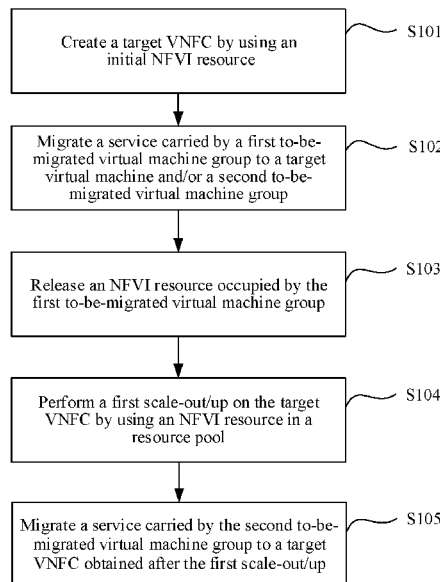 Create a target VNFC by using an
initial NFVI resource
S101
Migrate a service carried by a first to-be-
migrated virtual machine group to a target
virtual machine and/or a second to-be-
migrated virtual machine group
S102
Release an NFVI resource occupied by the
first to-be-migrated virtual machine group
S103
Perform a first scale-out/up on the target
VNFC by using an NFVI resource in a
resource pool
S104
Migrate a service carried by the second to-be-
migrated virtual machine group to a target
VNFC obtained after the first scale-out/up
S105